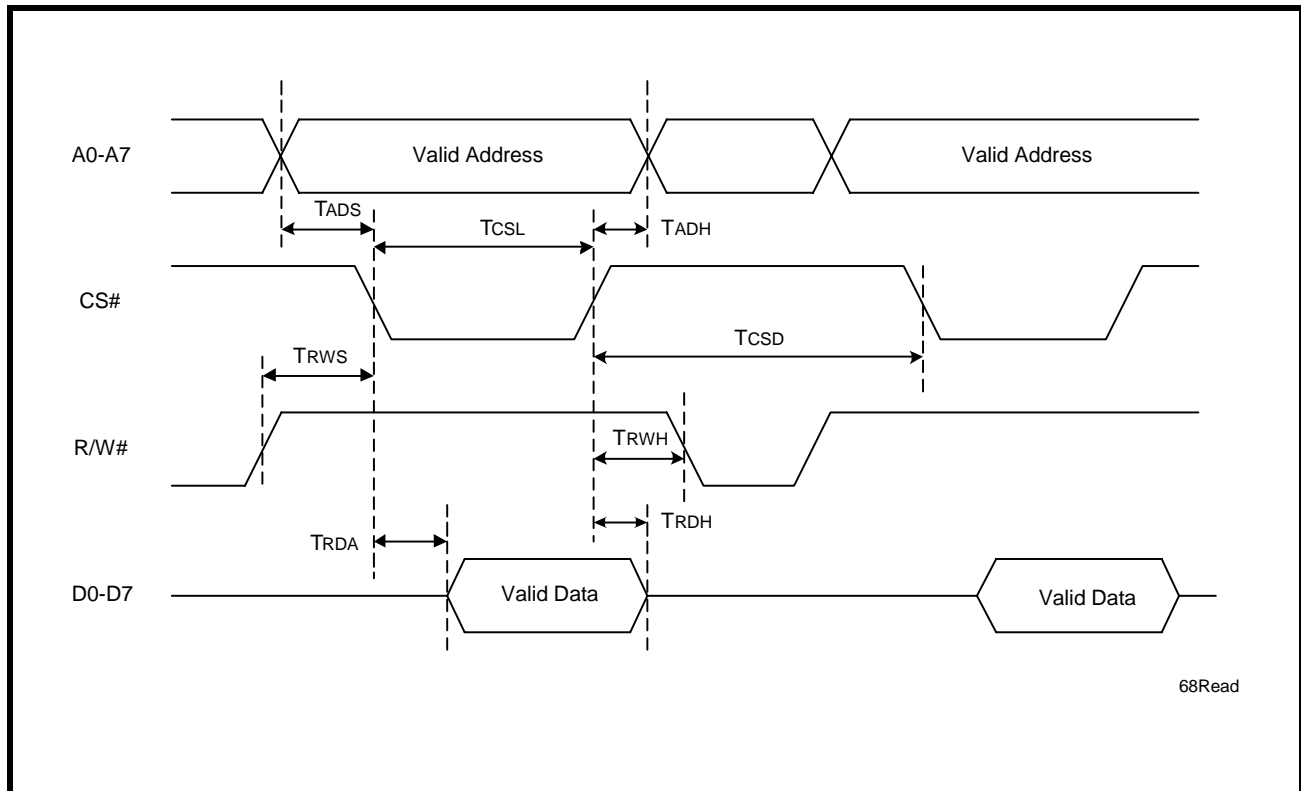 A0-A7
Valid Address
Valid Address
TADS
TCSL
TADH
CS#
TCSD
TRWS
R/W#
TRWH
TRDH
TRDA
D0-D7
Valid Data
Valid Data
68Read